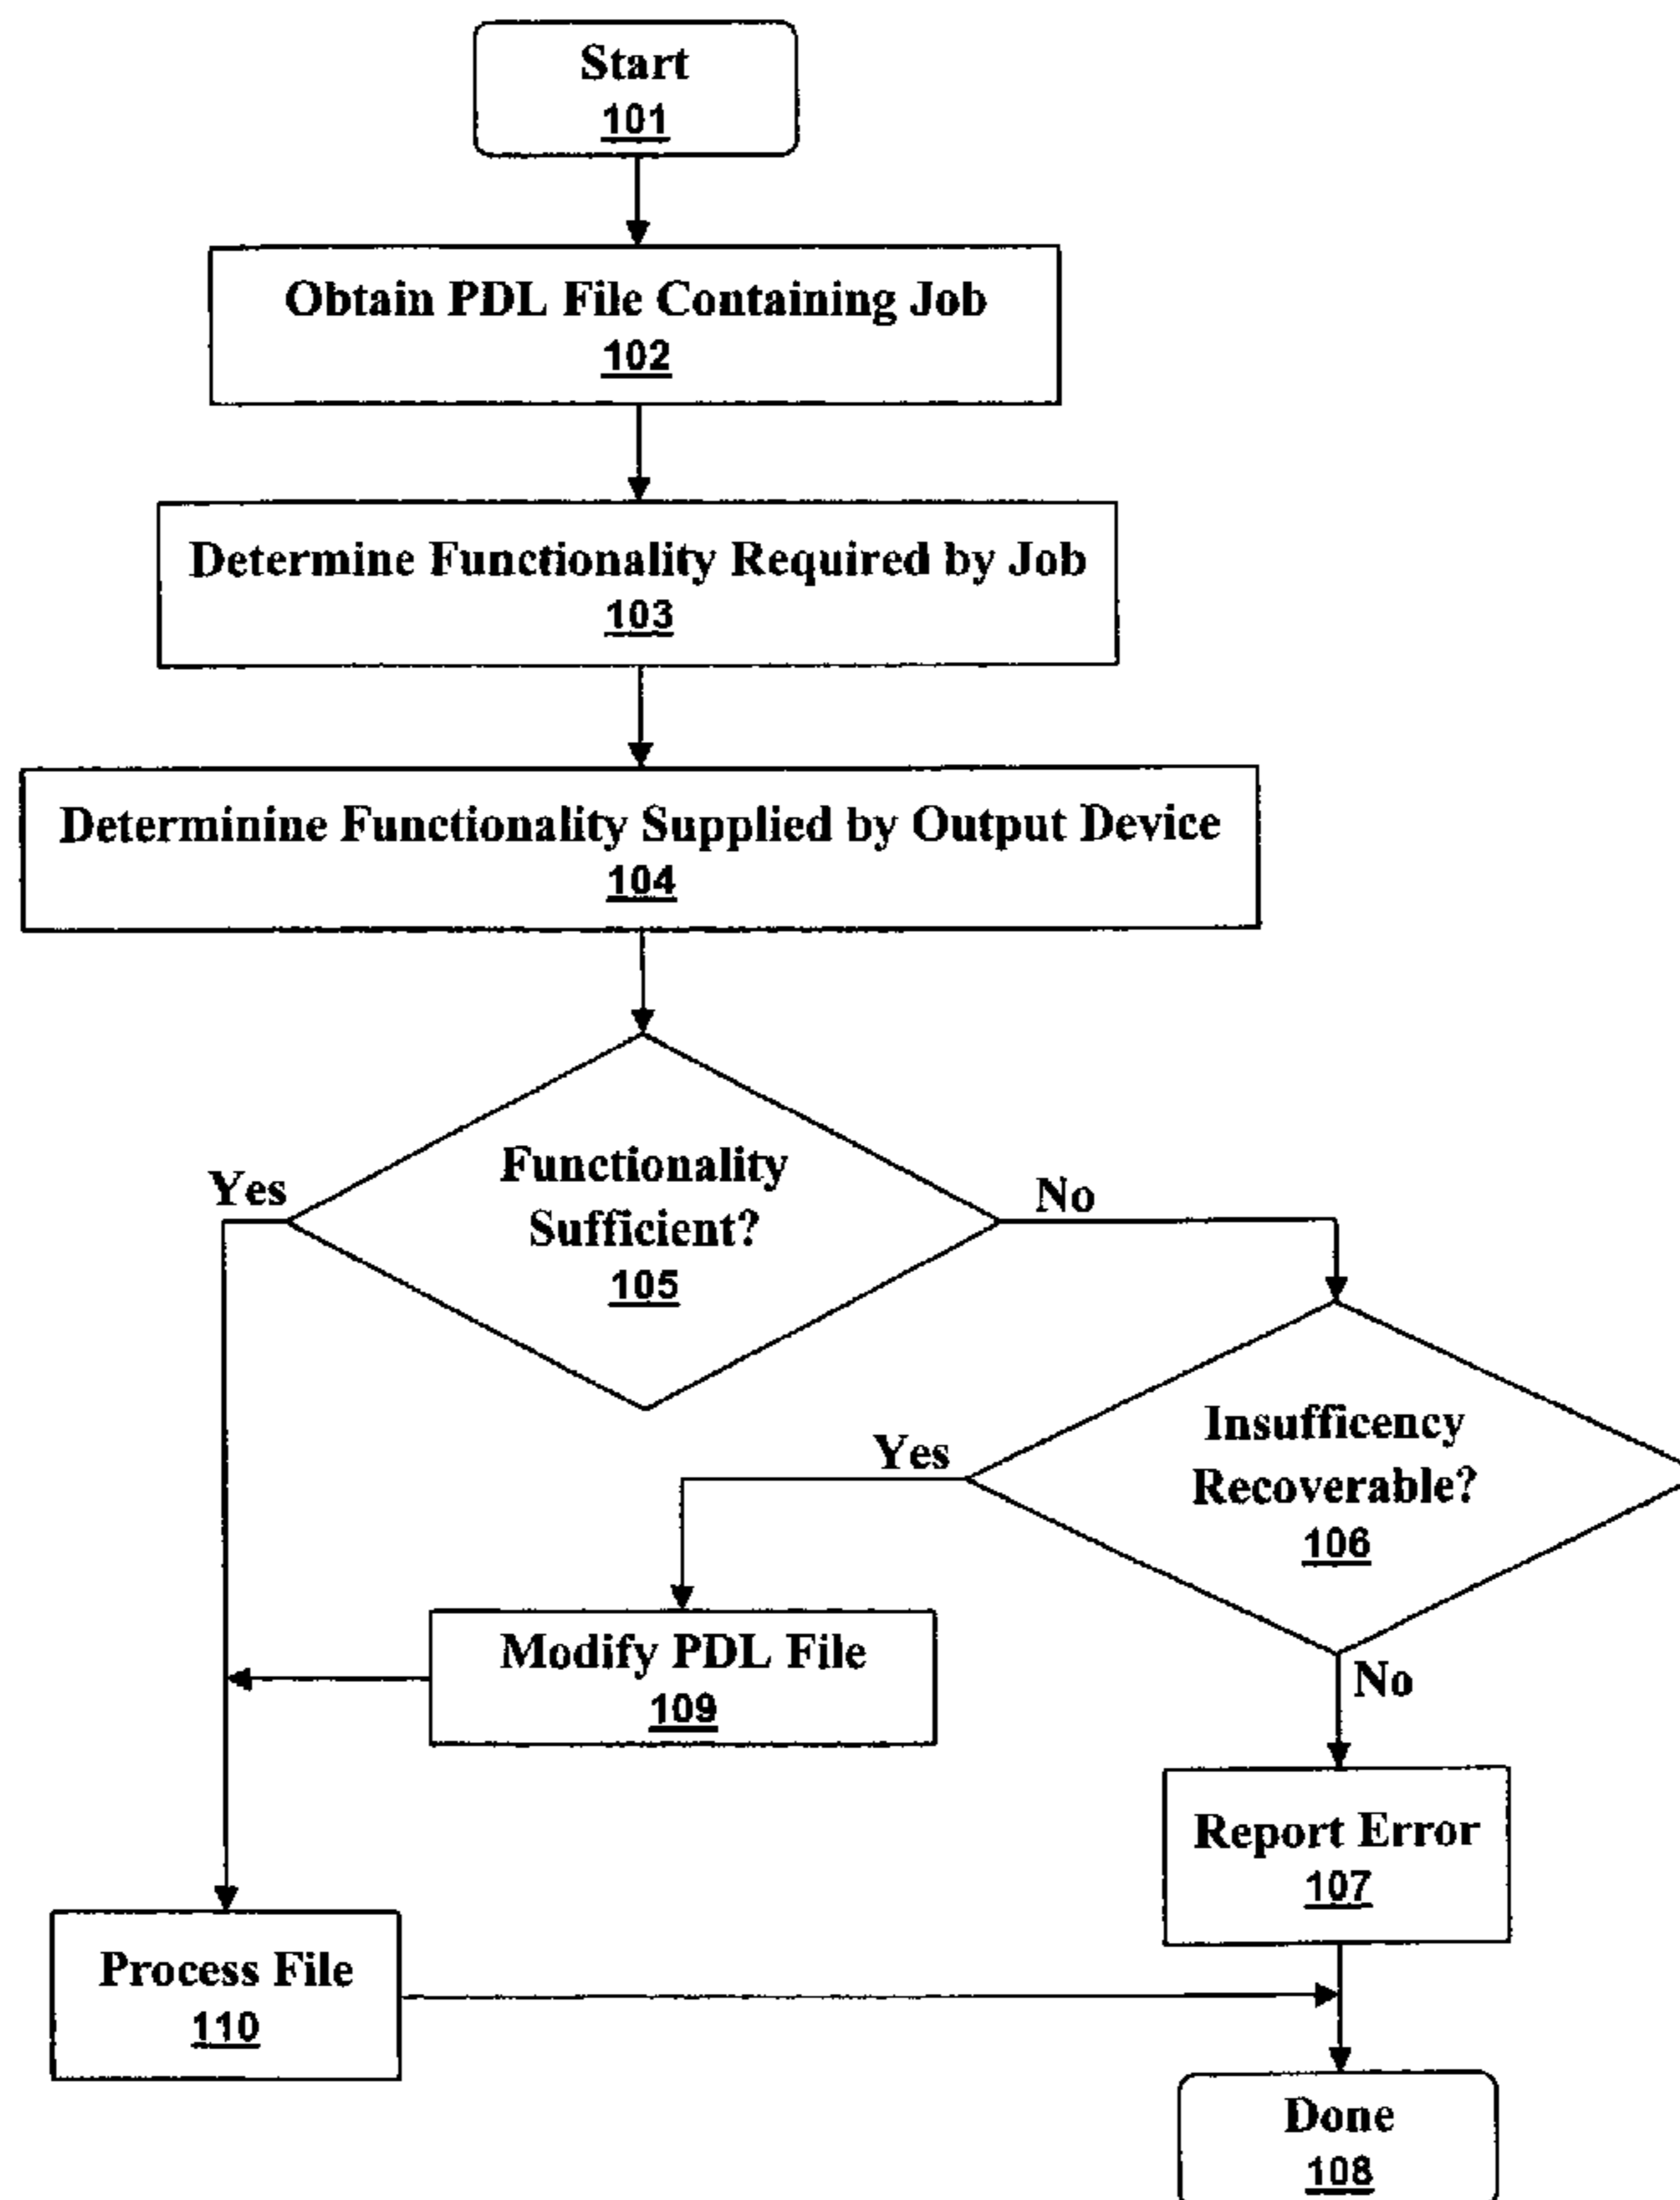 Start
101
Obtain PDL File Containing Job
102
Determine Functionality Required by Job
103
Determinine Functionality Supplied by Output Device
104
Functionality
Sufficient?
105
Yes
No
Insufficency
Recoverable?
106
Yes
No
Modify PDL File
109
Report Error
107
Process File
110
Done
108